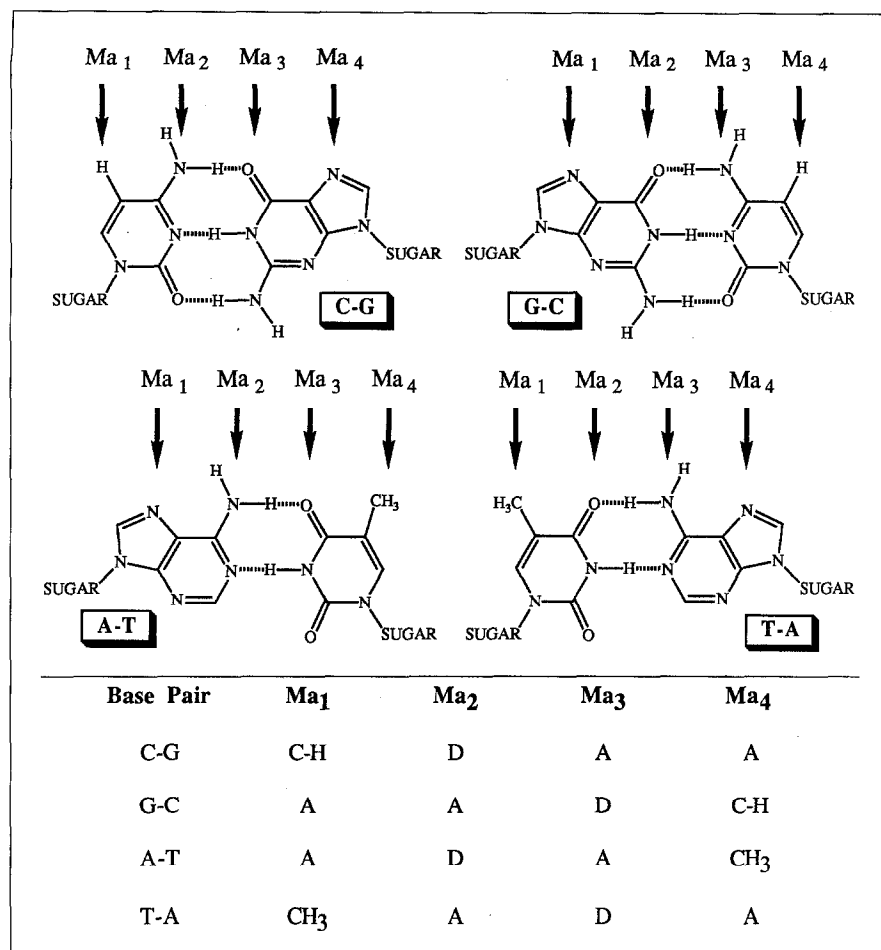 Ma 1 Ma 2 Ma 3 Ma 4 Ma 1 Ma 2 Ma 3 Ma 4
H H
H N H O N O H N H
N H N N N N H N
N O H N N SUGAR SUGAR N N H O N
SUGAR H C-G G-C H SUGAR
Ma 1 Ma 2 Ma 3 Ma 4 Ma 1 Ma 2 Ma 3 Ma 4
H H
N N H O CH3 H3C O H N N
N N H N N H N N
SUGAR N O N SUGAR SUGAR N O N SUGAR
A-T T-A
Base Pair Ma1 Ma2 Ma3 Ma4
C-G C-H D A A
G-C A A D C-H
A-T A D A CH3
T-A CH3 A D A